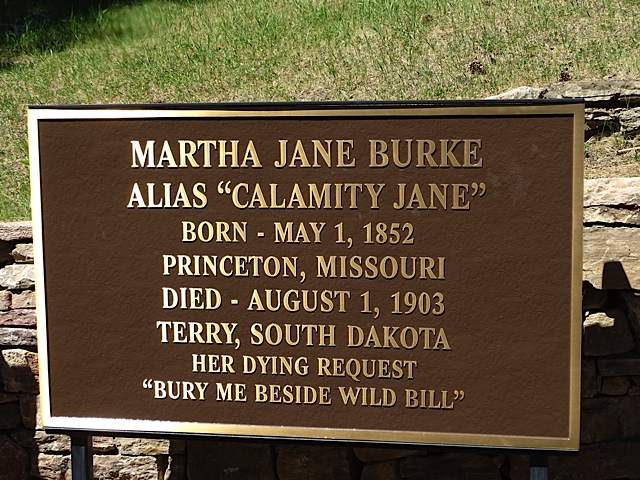 MARTHA JANE BURKE
ALIAS “CALAMITY JANE”
BORN - MAY 1, 1852
PRINCETON, MISSOURI
DIED - AUGUST 1, 1903
TERRY, SOUTH DAKOTA
HER DYING REQUEST
“BURY ME BESIDE WILD BILL”